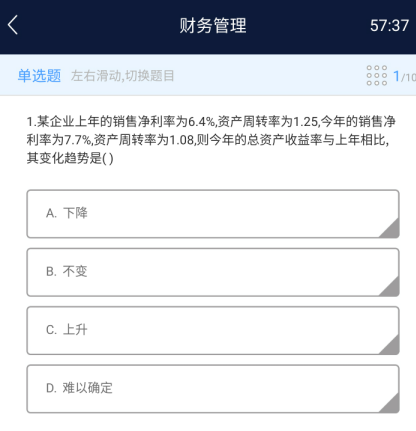 财务管理 57:37
单选题 左右滑动,切换题目 1/10
1.某企业上年的销售净利率为6.4%,资产周转率为1.25,今年的销售净
利率为7.7%,资产周转率为1.08,则今年的总资产收益率与上年相比,
其变化趋势是( )
A. 下降
B. 不变
C. 上升
D. 难以确定